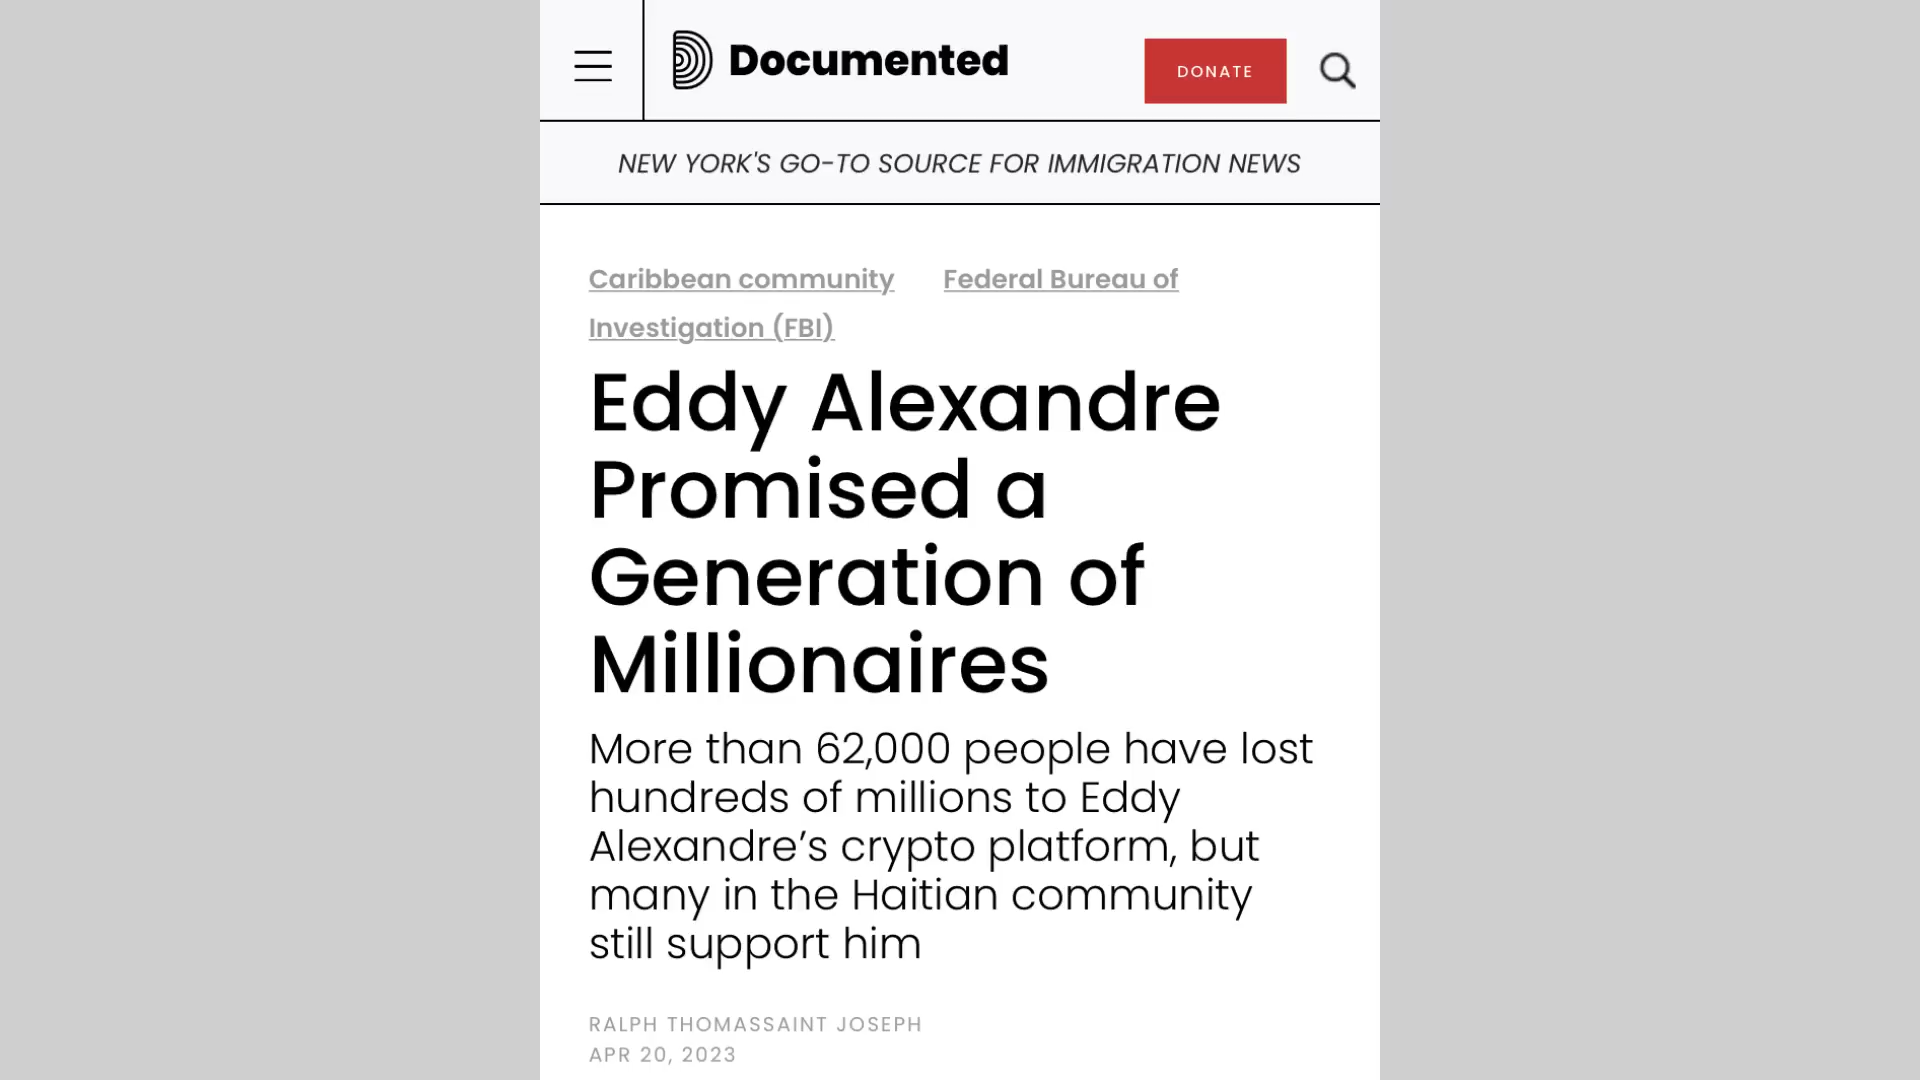 Documented
DONATE
NEW YORK'S GO-TO SOURCE FOR IMMIGRATION NEWS
Caribbean community Federal Bureau of
Investigation (FBI)
Eddy Alexandre
Promised a
Generation of
Millionaires
More than 62,000 people have lost
hundreds of millions to Eddy
Alexandre’s crypto platform, but
many in the Haitian community
still support him
RALPH THOMASSAINT JOSEPH
APR 20, 2023